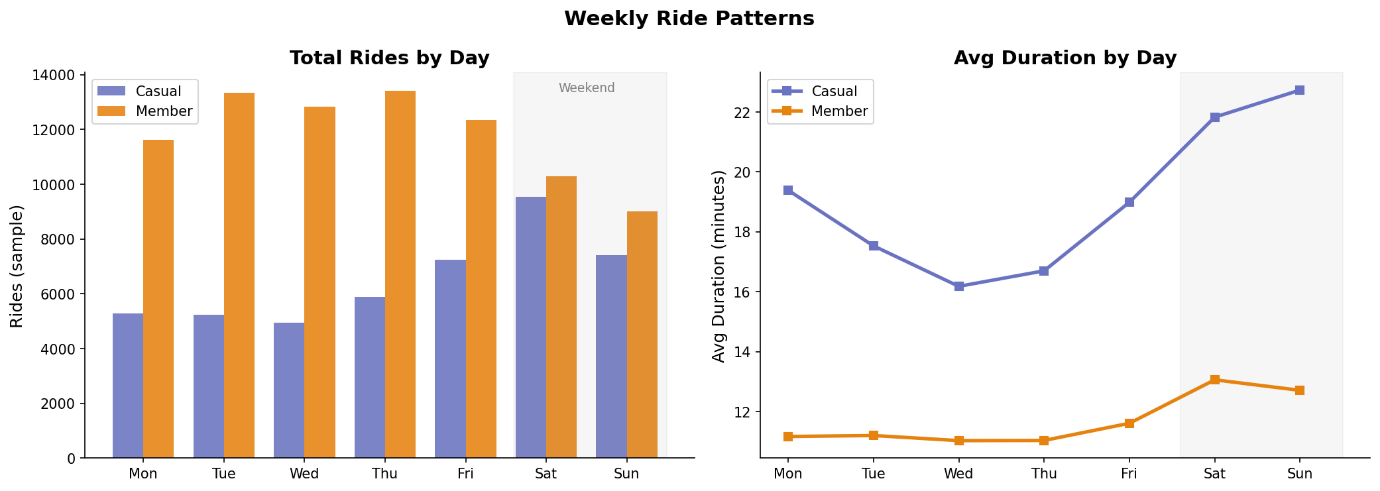 Weekly Ride Patterns
Total Rides by Day
Rides (sample)
14000
12000
10000
8000
6000
4000
2000
0
Casual
Member
Weekend
Mon Tue Wed Thu Fri Sat Sun
Avg Duration by Day
Avg Duration (minutes)
22
20
18
16
14
12
Casual
Member
Mon Tue Wed Thu Fri Sat Sun